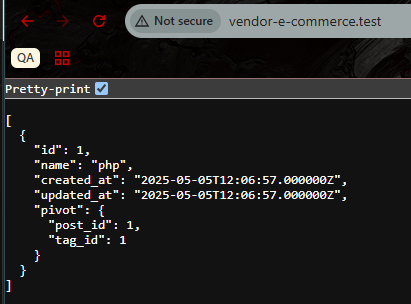 Not secure vendor-e-commerce.test
QA
Pretty-print
[
  {
    "id": 1,
    "name": "php",
    "created_at": "2025-05-05T12:06:57.000000Z",
    "updated_at": "2025-05-05T12:06:57.000000Z",
    "pivot": {
      "post_id": 1,
      "tag_id": 1
    }
  }
]